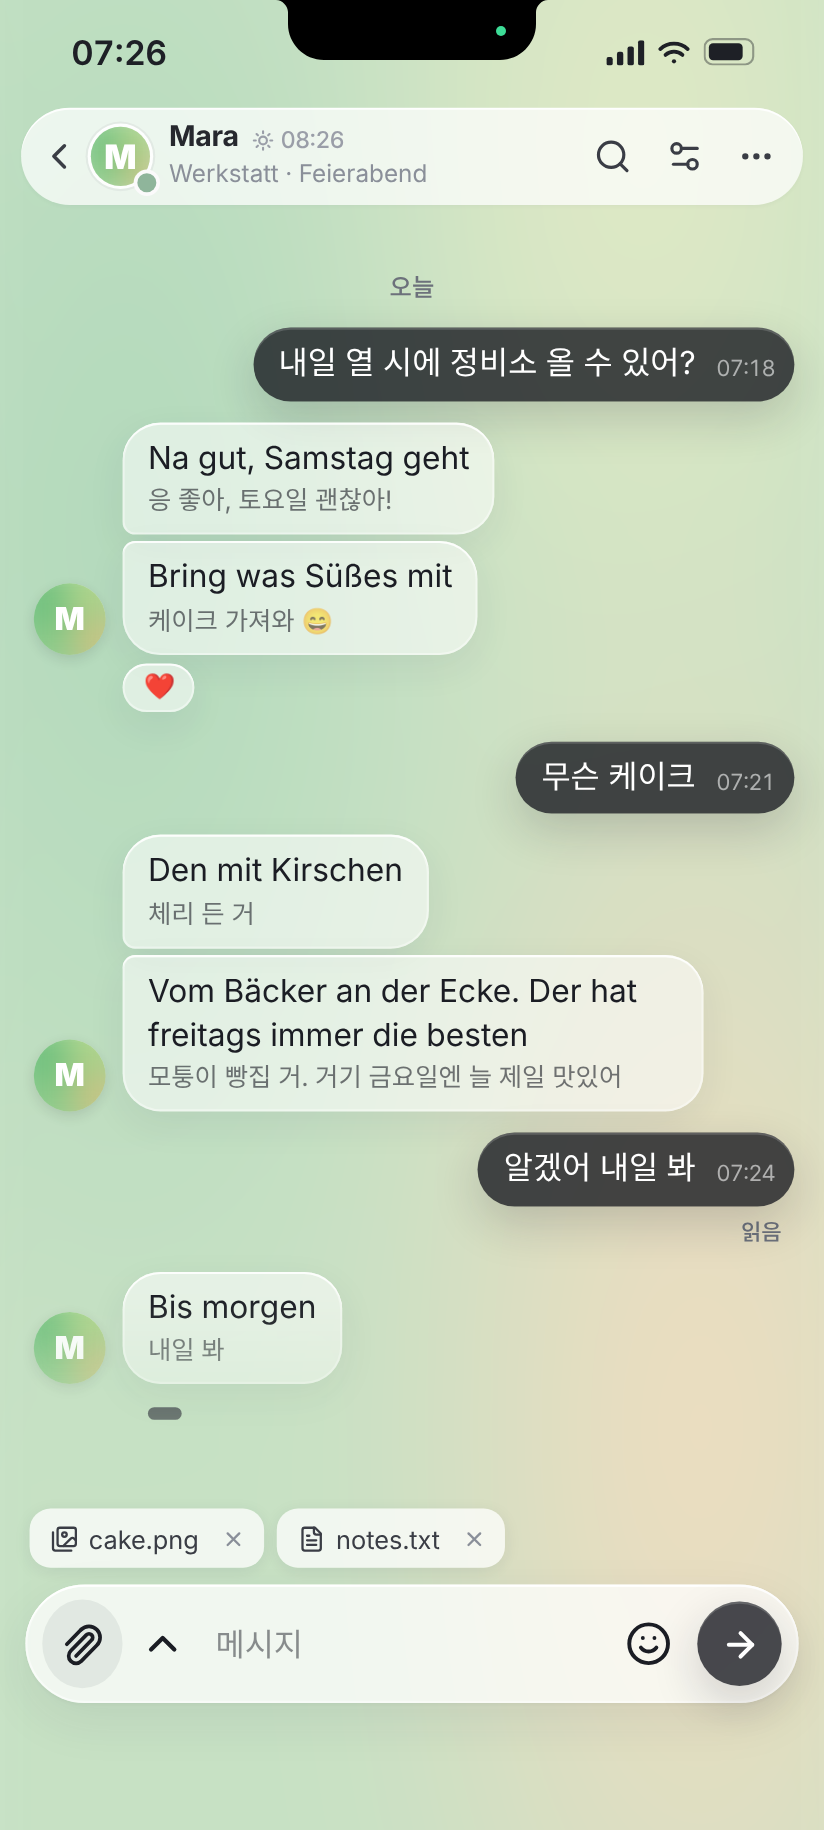 07:26
M
Mara 08:26
Werkstatt · Feierabend
오늘
내일 열 시에 정비소 올 수 있어? 07:18
Na gut, Samstag geht
응 좋아, 토요일 괜찮아!
Bring was Süßes mit
케이크 가져와 😄
M
❤️
무슨 케이크 07:21
Den mit Kirschen
체리 든 거
Vom Bäcker an der Ecke. Der hat
freitags immer die besten
모퉁이 빵집 거. 거기 금요일엔 늘 제일 맛있어
M
알겠어 내일 봐 07:24
읽음
Bis morgen
내일 봐
M
cake.png
notes.txt
메시지